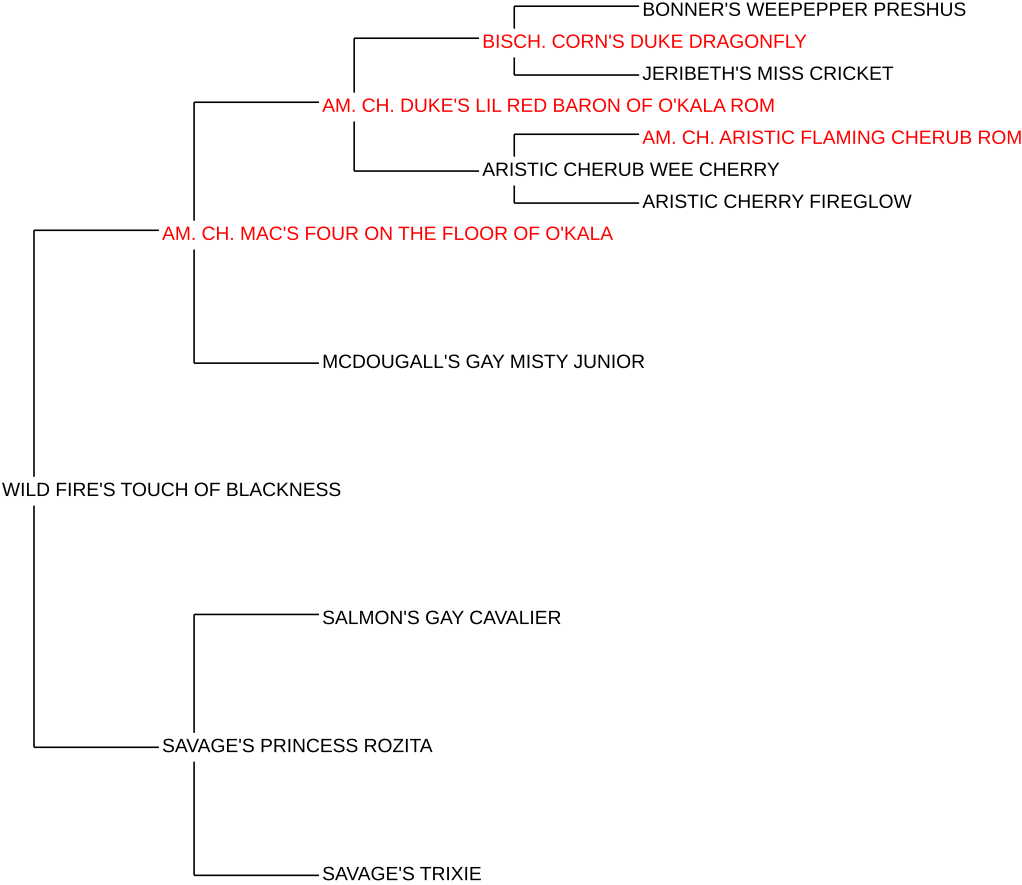 BONNER'S WEEPEPPER PRESHUS
BISCH. CORN'S DUKE DRAGONFLY
JERIBETH'S MISS CRICKET
AM. CH. DUKE'S LIL RED BARON OF O'KALA ROM
AM. CH. ARISTIC FLAMING CHERUB ROM
ARISTIC CHERUB WEE CHERRY
ARISTIC CHERRY FIREGLOW
AM. CH. MAC'S FOUR ON THE FLOOR OF O'KALA
MCDOUGALL'S GAY MISTY JUNIOR
WILD FIRE'S TOUCH OF BLACKNESS
SALMON'S GAY CAVALIER
SAVAGE'S PRINCESS ROZITA
SAVAGE'S TRIXIE